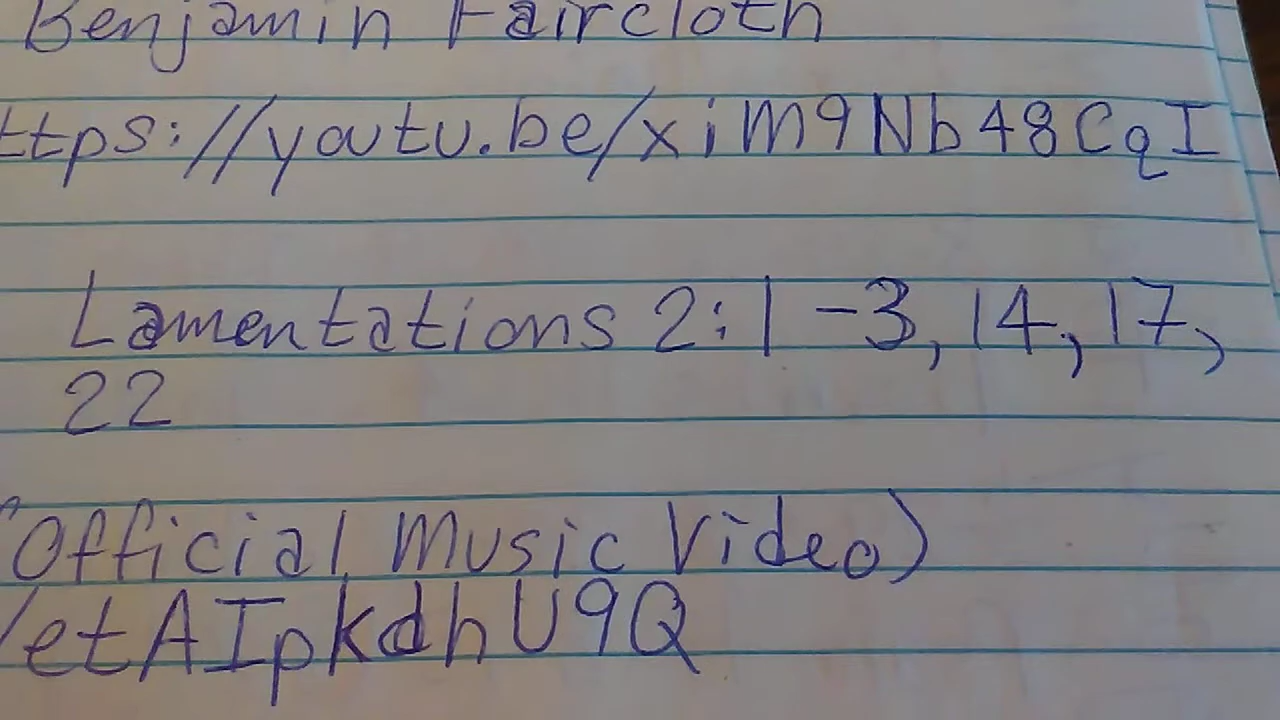 Benjamin Faircloth
ttps://youtu.be/xiM9Nb48CqI
Lamentations 2:1-3, 14, 17,
22
(Official Music Video)
/etAIpkdhU9Q